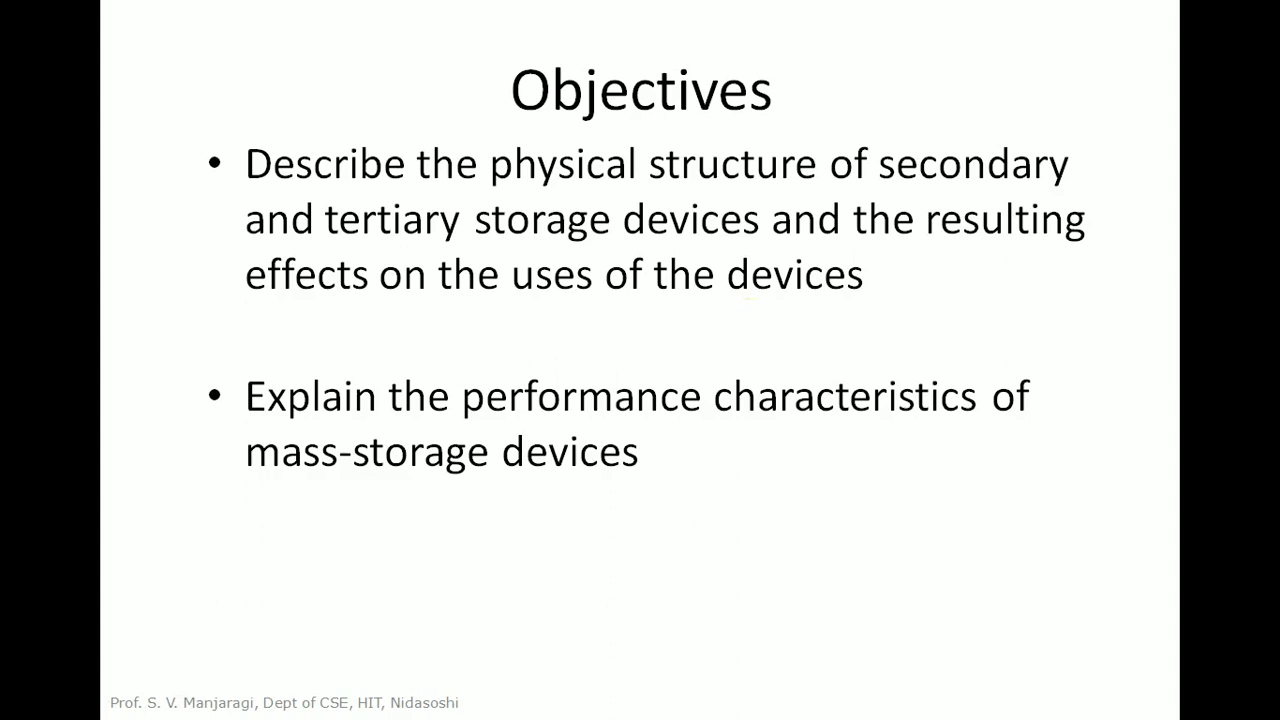 Objectives
• Describe the physical structure of secondary
and tertiary storage devices and the resulting
effects on the uses of the devices
• Explain the performance characteristics of
mass-storage devices
Prof. S. V. Manjaragi, Dept of CSE, HIT, Nidasoshi